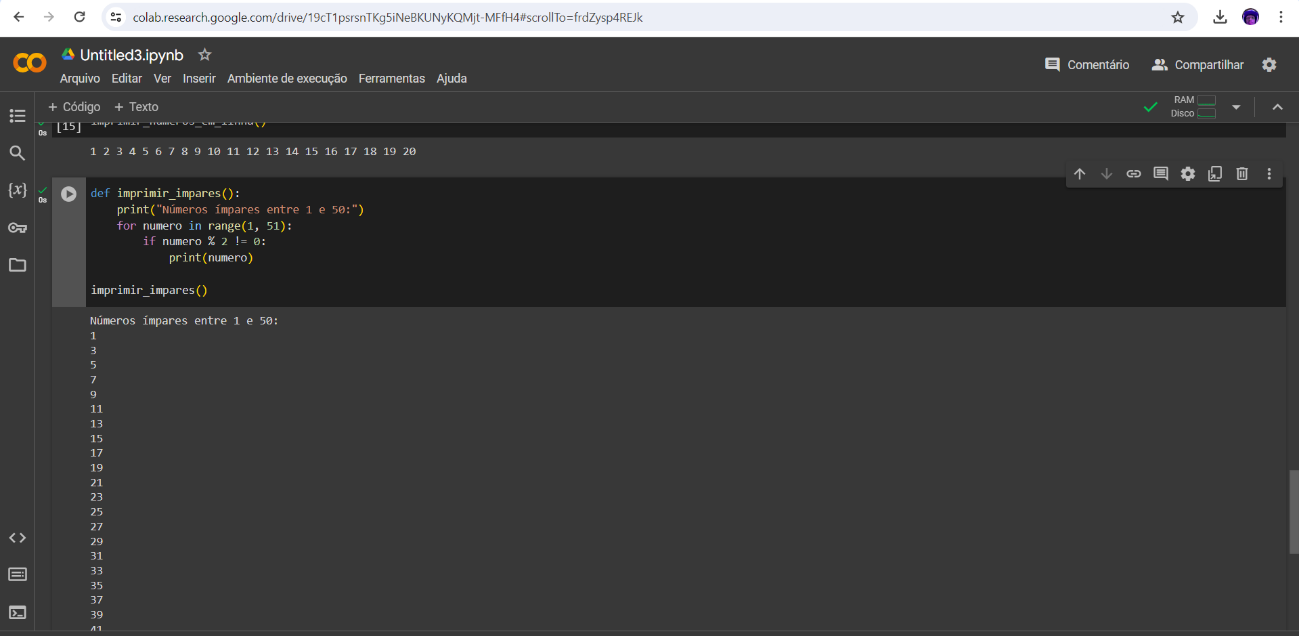 colab.research.google.com/drive/19cT1psrsnTKg5iNeBKUNyKQMjt-MFfH4#scrollTo=frdZysp4REJk
CO
Untitled3.ipynb
Arquivo Editar Ver Inserir Ambiente de execução Ferramentas Ajuda
Comentário
Compartilhar
+ Código + Texto
RAM
Disco
0s
[15] imprimir_numeros_em_linha()
1 2 3 4 5 6 7 8 9 10 11 12 13 14 15 16 17 18 19 20
{x}
0s
def imprimir_impares():
    print("Números ímpares entre 1 e 50:")
    for numero in range(1, 51):
        if numero % 2 != 0:
            print(numero)
imprimir_impares()
Números ímpares entre 1 e 50:
1
3
5
7
9
11
13
15
17
19
21
23
25
27
29
31
33
35
37
39
41